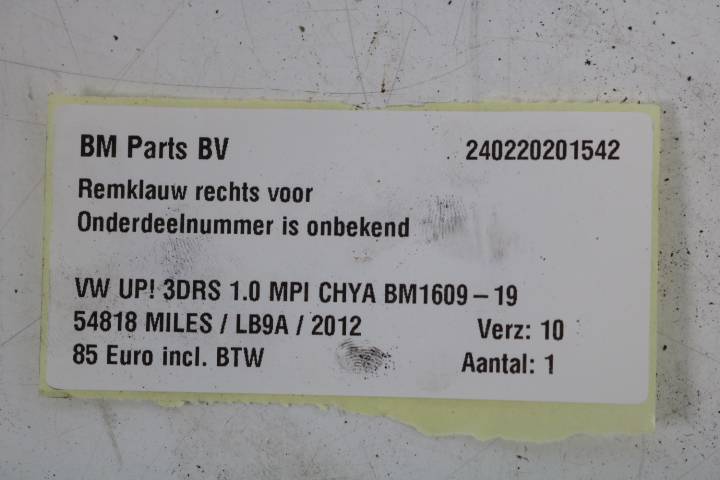 BM Parts BV 240220201542
Remklauw rechts voor
Onderdeelnummer is onbekend
VW UP! 3DRS 1.0 MPI CHYA BM1609 – 19
54818 MILES / LB9A / 2012 Verz: 10
85 Euro incl. BTW Aantal: 1